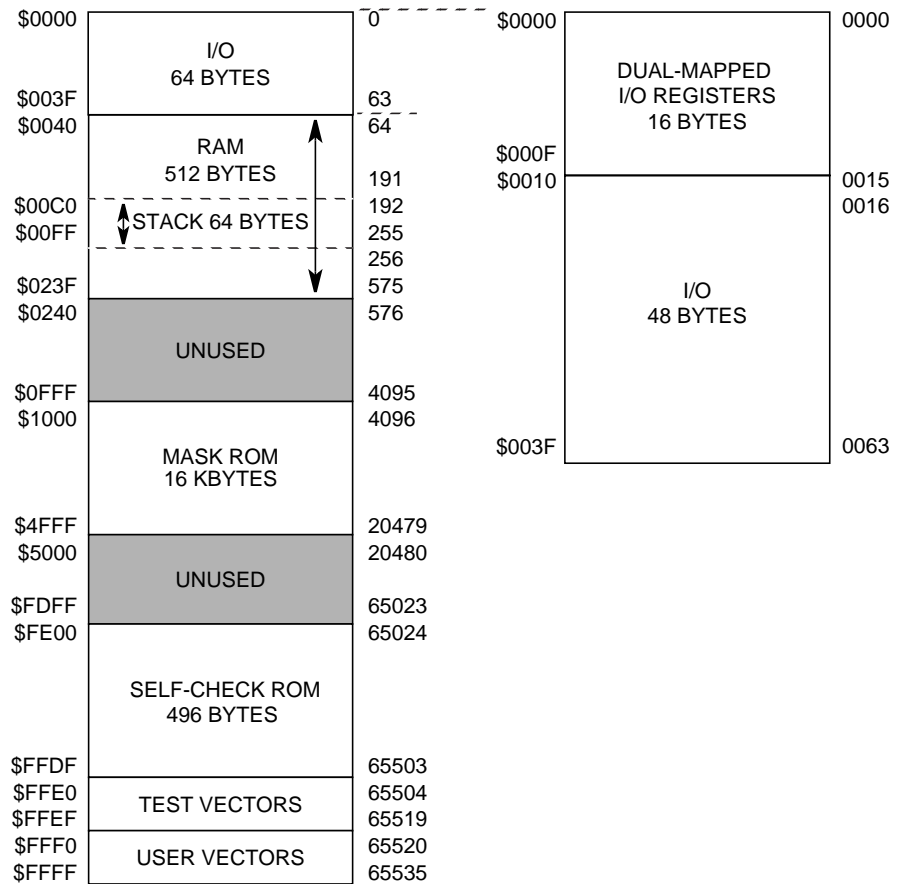 $0000
0
I/O
64 BYTES
$003F
63
$0040
64
RAM
512 BYTES
191
$00C0
192
STACK 64 BYTES
$00FF
255
256
$023F
575
$0240
576
UNUSED
$0FFF
4095
$1000
4096
MASK ROM
16 KBYTES
$4FFF
20479
$5000
20480
UNUSED
$FDFF
65023
$FE00
65024
SELF-CHECK ROM
496 BYTES
$FFDF
65503
$FFE0
65504
TEST VECTORS
$FFEF
65519
$FFF0
65520
USER VECTORS
$FFFF
65535
$0000
0000
DUAL-MAPPED
I/O REGISTERS
16 BYTES
$000F
$0010
0015
0016
I/O
48 BYTES
$003F
0063